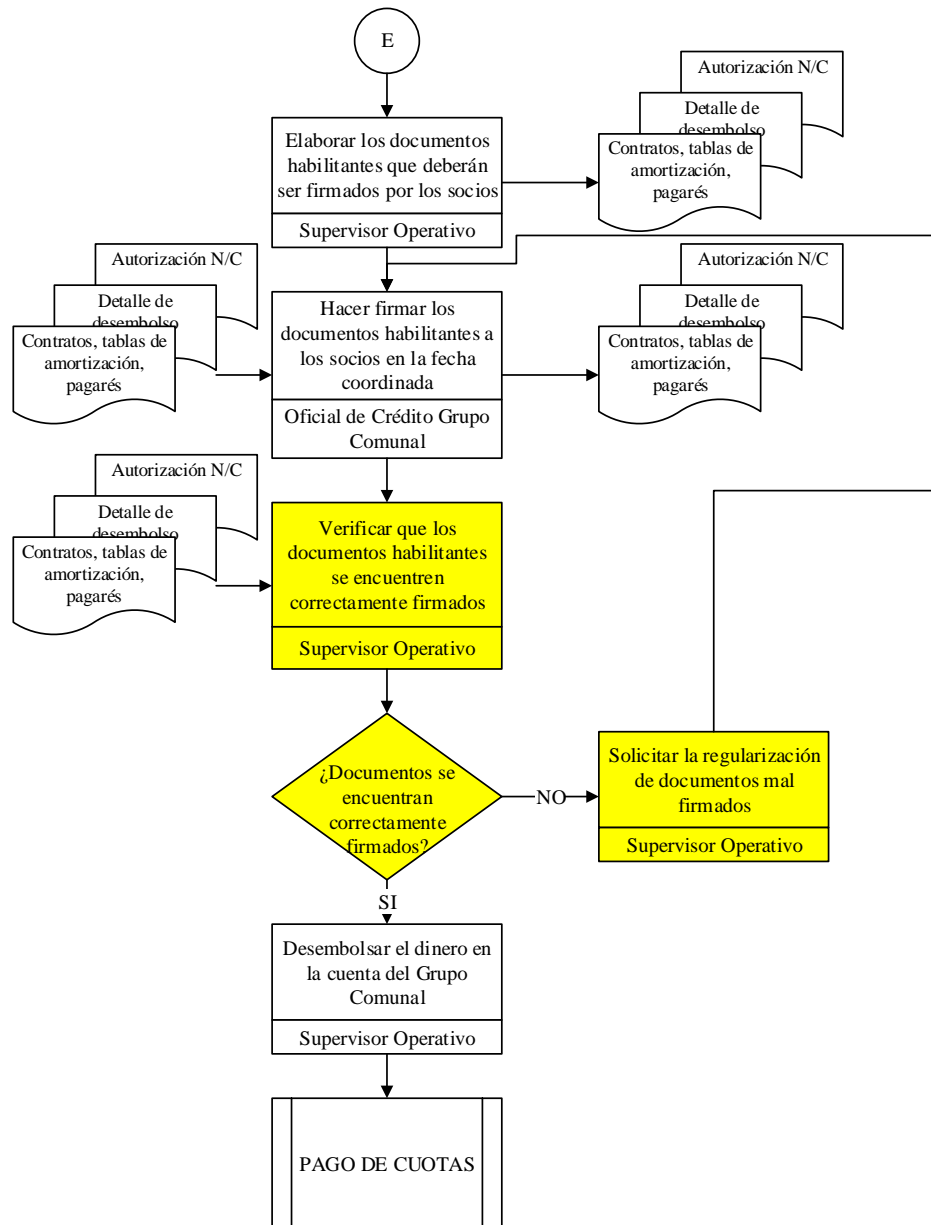 E
Elaborar los documentos
habilitantes que deberán
ser firmados por los socios
Supervisor Operativo
Autorización N/C
Detalle de
desembolso
Contratos, tablas de
amortización,
pagarés
Autorización N/C
Detalle de
desembolso
Contratos, tablas de
amortización,
pagarés
Hacer firmar los
documentos habilitantes a
los socios en la fecha
coordinada
Oficial de Crédito Grupo
Comunal
Autorización N/C
Detalle de
desembolso
Contratos, tablas de
amortización,
pagarés
Autorización N/C
Detalle de
desembolso
Contratos, tablas de
amortización,
pagarés
Verificar que los
documentos habilitantes
se encuentren
correctamente firmados
Supervisor Operativo
¿Documentos se
encuentran
correctamente
firmados?
NO
Solicitar la regularización
de documentos mal
firmados
Supervisor Operativo
SI
Desembolsar el dinero en
la cuenta del Grupo
Comunal
Supervisor Operativo
PAGO DE CUOTAS